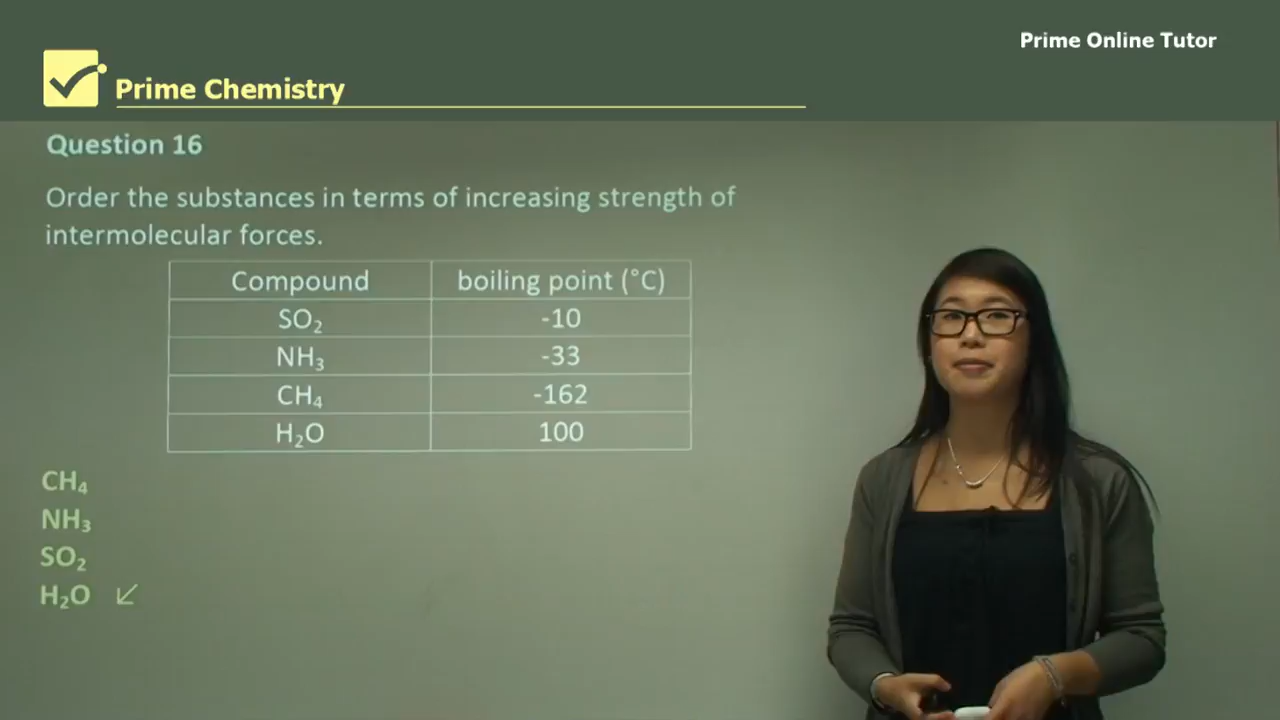 Prime Online Tutor
Prime Chemistry
Question 16
Order the substances in terms of increasing strength of
intermolecular forces.
Compound boiling point (°C)
SO₂ -10
NH₃ -33
CH₄ -162
H₂O 100
CH₄
NH₃
SO₂
H₂O ↙